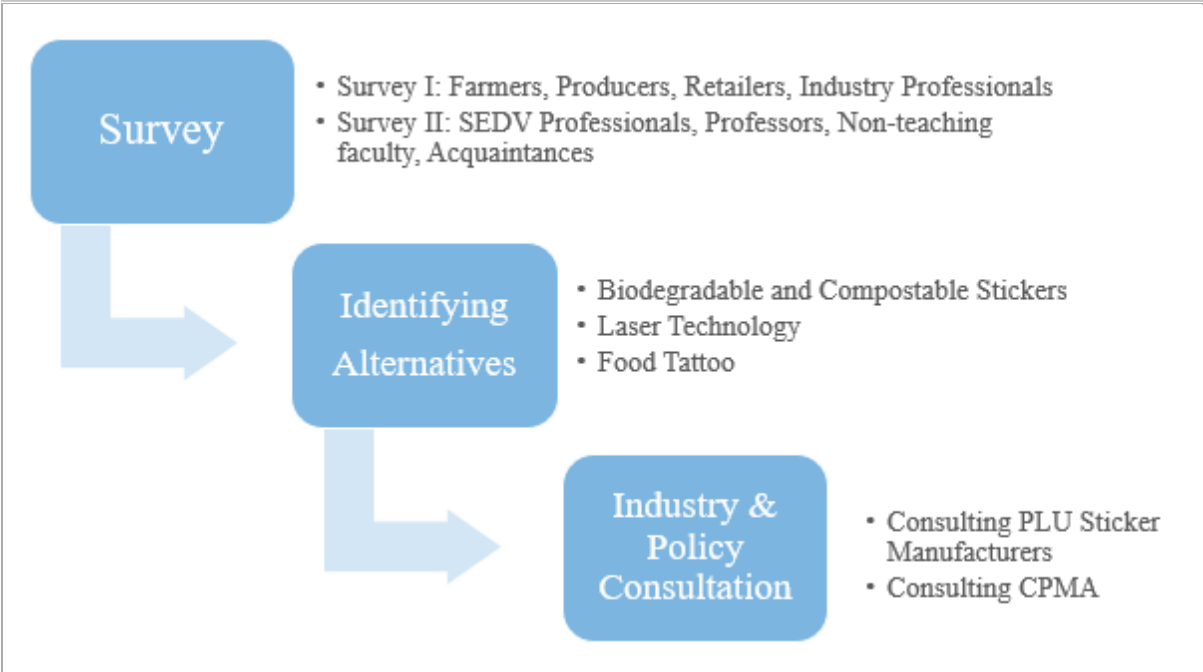 Survey
• Survey I: Farmers, Producers, Retailers, Industry Professionals
• Survey II: SEDV Professionals, Professors, Non-teaching
faculty, Acquaintances
Identifying
Alternatives
• Biodegradable and Compostable Stickers
• Laser Technology
• Food Tattoo
Industry &
Policy
Consultation
• Consulting PLU Sticker
Manufacturers
• Consulting CPMA